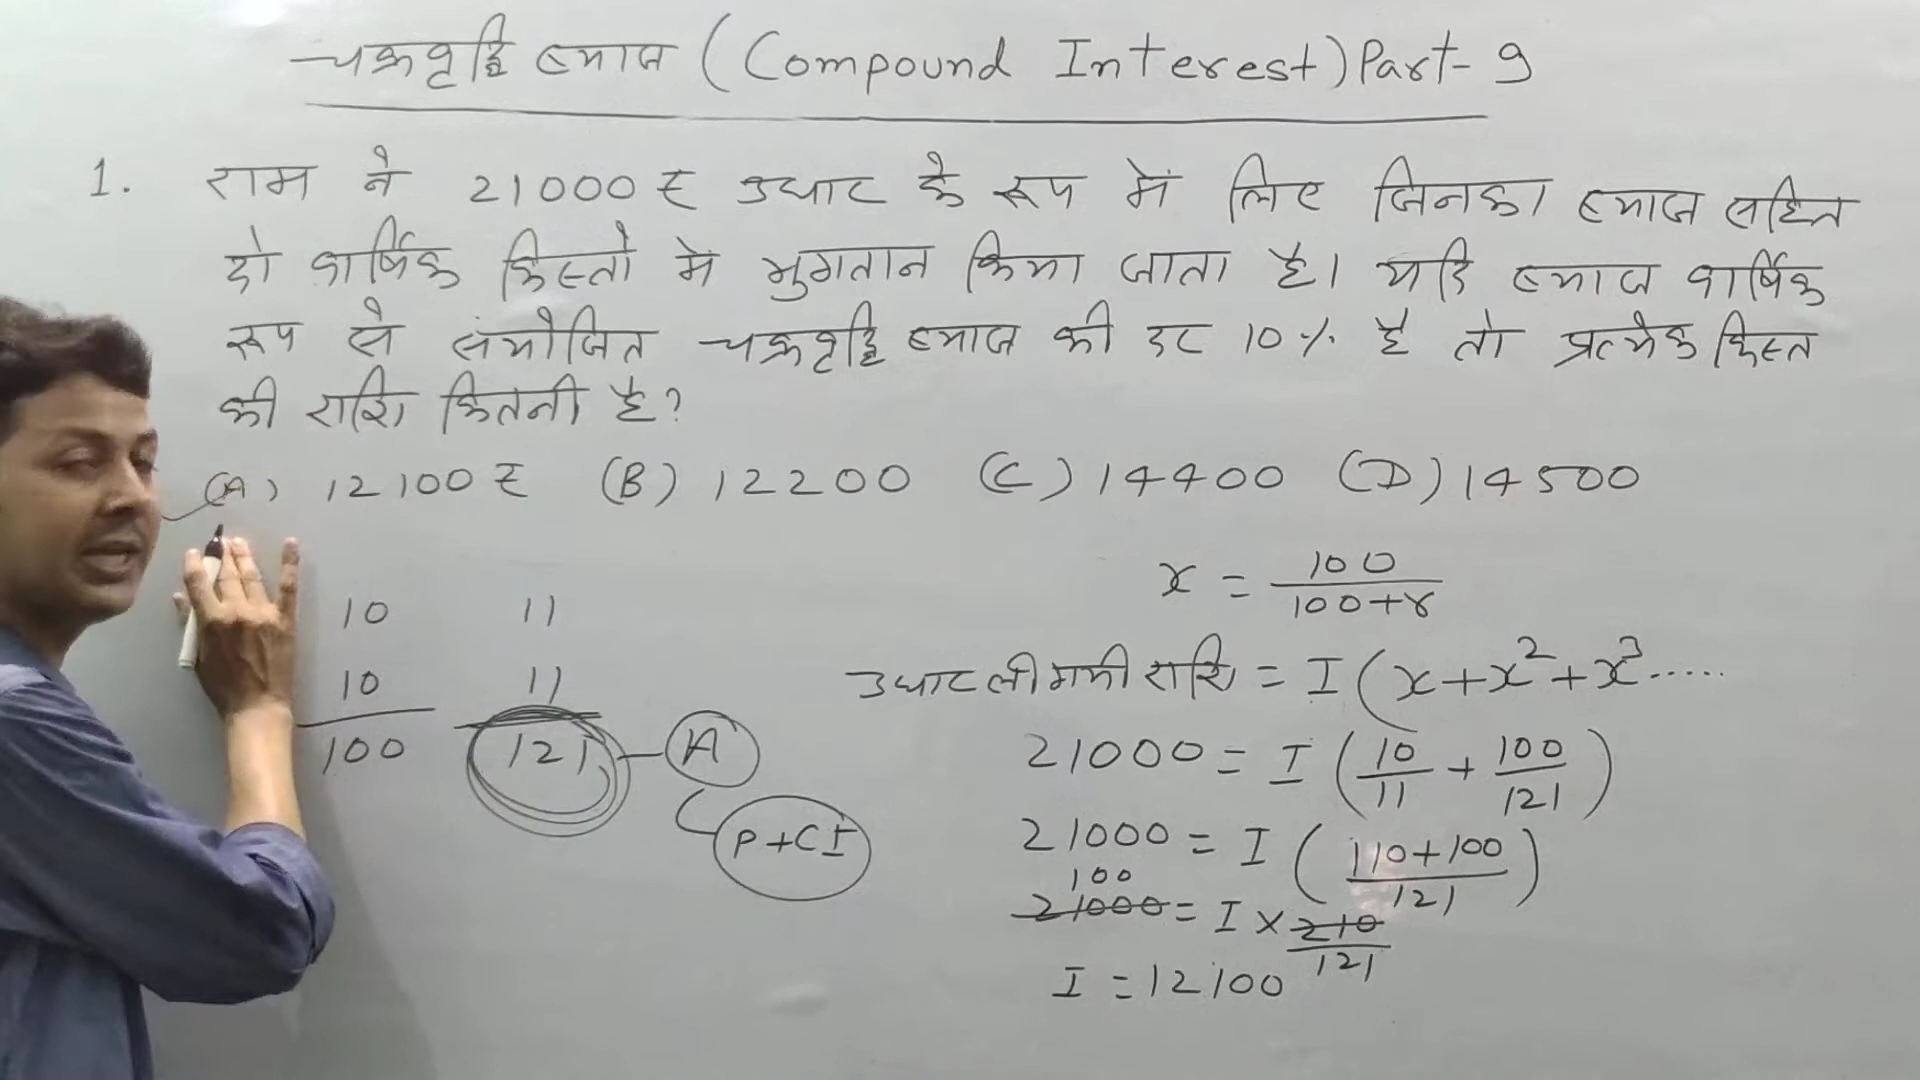 चक्रवृद्धि ब्याज (Compound Interest) Part-9
1. राम ने 21000 ₹ उधार के रूप में लिए जिनका ब्याज सहित
दो वार्षिक किस्तो मे भुगतान किया जाता है। यदि ब्याज वार्षिक
रूप से संयोजित चक्रवृद्धि ब्याज की दर 10% है तो प्रत्येक किस्त
की राशि कितनी है?
(A) 12100 ₹ (B) 12200 (C) 14400 (D) 14500
10 11
10 11
100 121 - A
P+CI
x = 100/100+r
उधार ली गयी राशि = I (x+x²+x³.....
21000 = I (10/11 + 100/121)
21000 = I (110+100/121)
100
21000 = I × 210/121
I = 12100